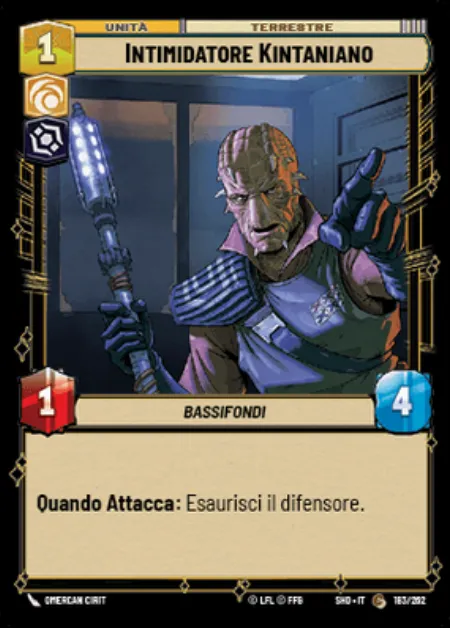 UNITÀ TERRESTRE
1 INTIMIDATORE KINTANIANO
1 BASSIFONDI 4
Quando Attacca: Esaurisci il difensore.
OMERCAN CIRIT © LFL © FFG SHD • IT C 183/262